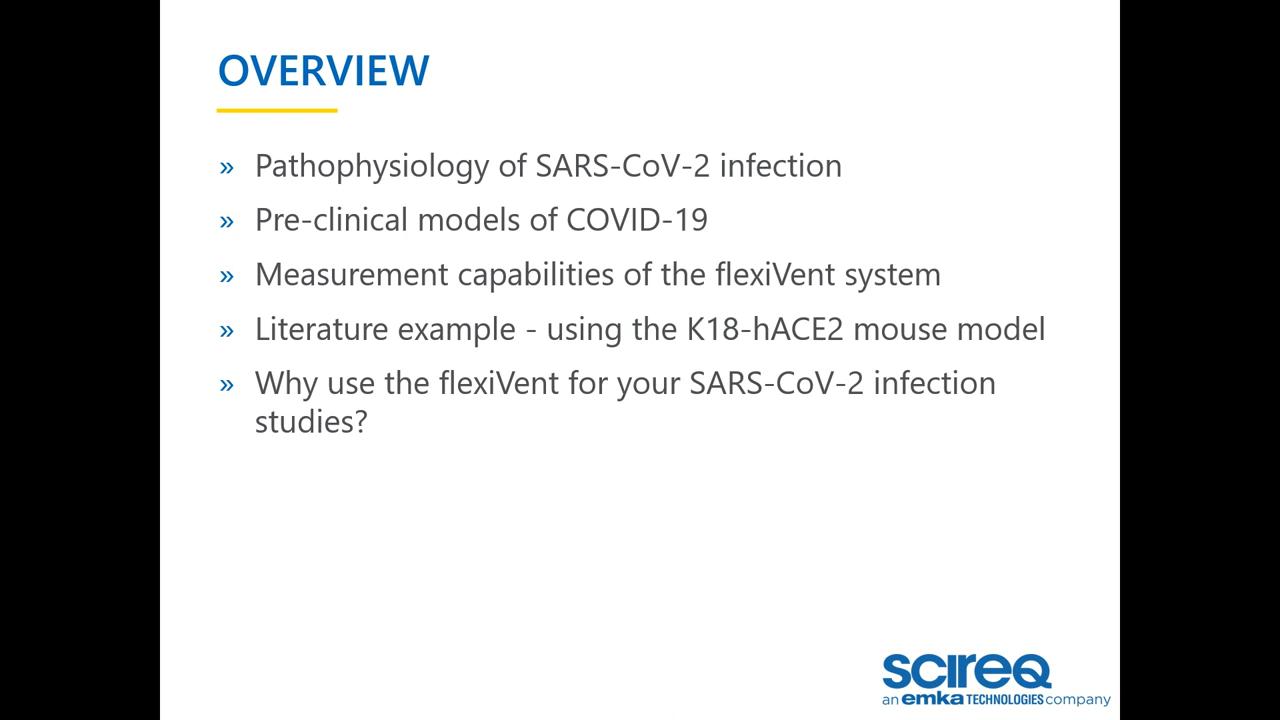 OVERVIEW
» Pathophysiology of SARS-CoV-2 infection
» Pre-clinical models of COVID-19
» Measurement capabilities of the flexiVent system
» Literature example - using the K18-hACE2 mouse model
» Why use the flexiVent for your SARS-CoV-2 infection
studies?
SCIREQ
an emka TECHNOLOGIES company